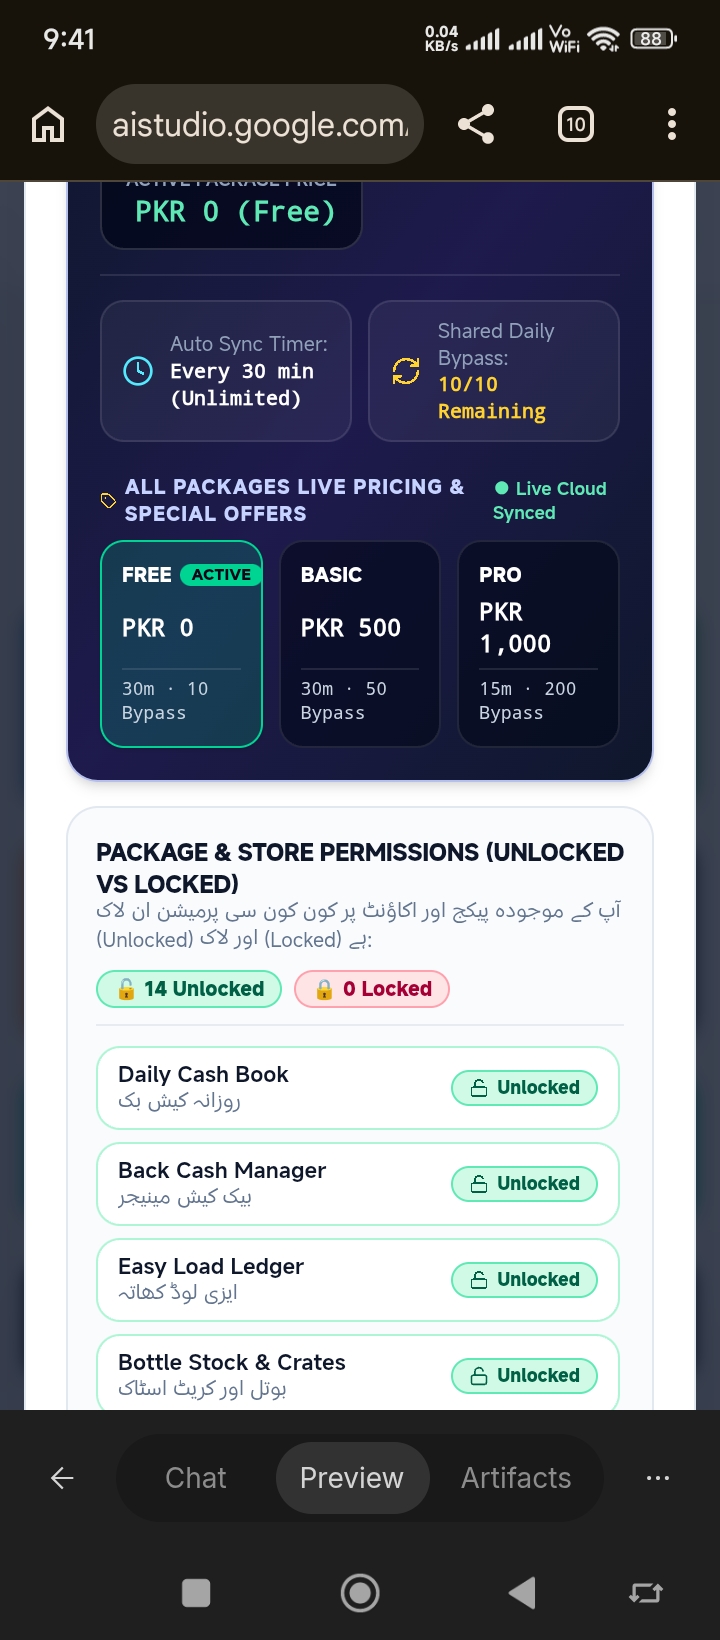 9:41
0.04 KB/s
Vo WiFi
88
aistudio.google.com/
10
ACTIVE PACKAGE PRICE
PKR 0 (Free)
Auto Sync Timer:
Every 30 min
(Unlimited)
Shared Daily
Bypass:
10/10
Remaining
ALL PACKAGES LIVE PRICING &
SPECIAL OFFERS
Live Cloud
Synced
FREE ACTIVE
PKR 0
30m · 10
Bypass
BASIC
PKR 500
30m · 50
Bypass
PRO
PKR
1,000
15m · 200
Bypass
PACKAGE & STORE PERMISSIONS (UNLOCKED
VS LOCKED)
آپ کے موجودہ پیکج اور اکاؤنٹ پر کون کون سی پرمیشن ان لاک
(Unlocked) اور لاک (Locked) ہے:
🔓 14 Unlocked
🔒 0 Locked
Daily Cash Book
روزانہ کیش بک
Unlocked
Back Cash Manager
بیک کیش مینیجر
Unlocked
Easy Load Ledger
ایزی لوڈ کھاتہ
Unlocked
Bottle Stock & Crates
بوتل اور کریٹ اسٹاک
Unlocked
Chat
Preview
Artifacts